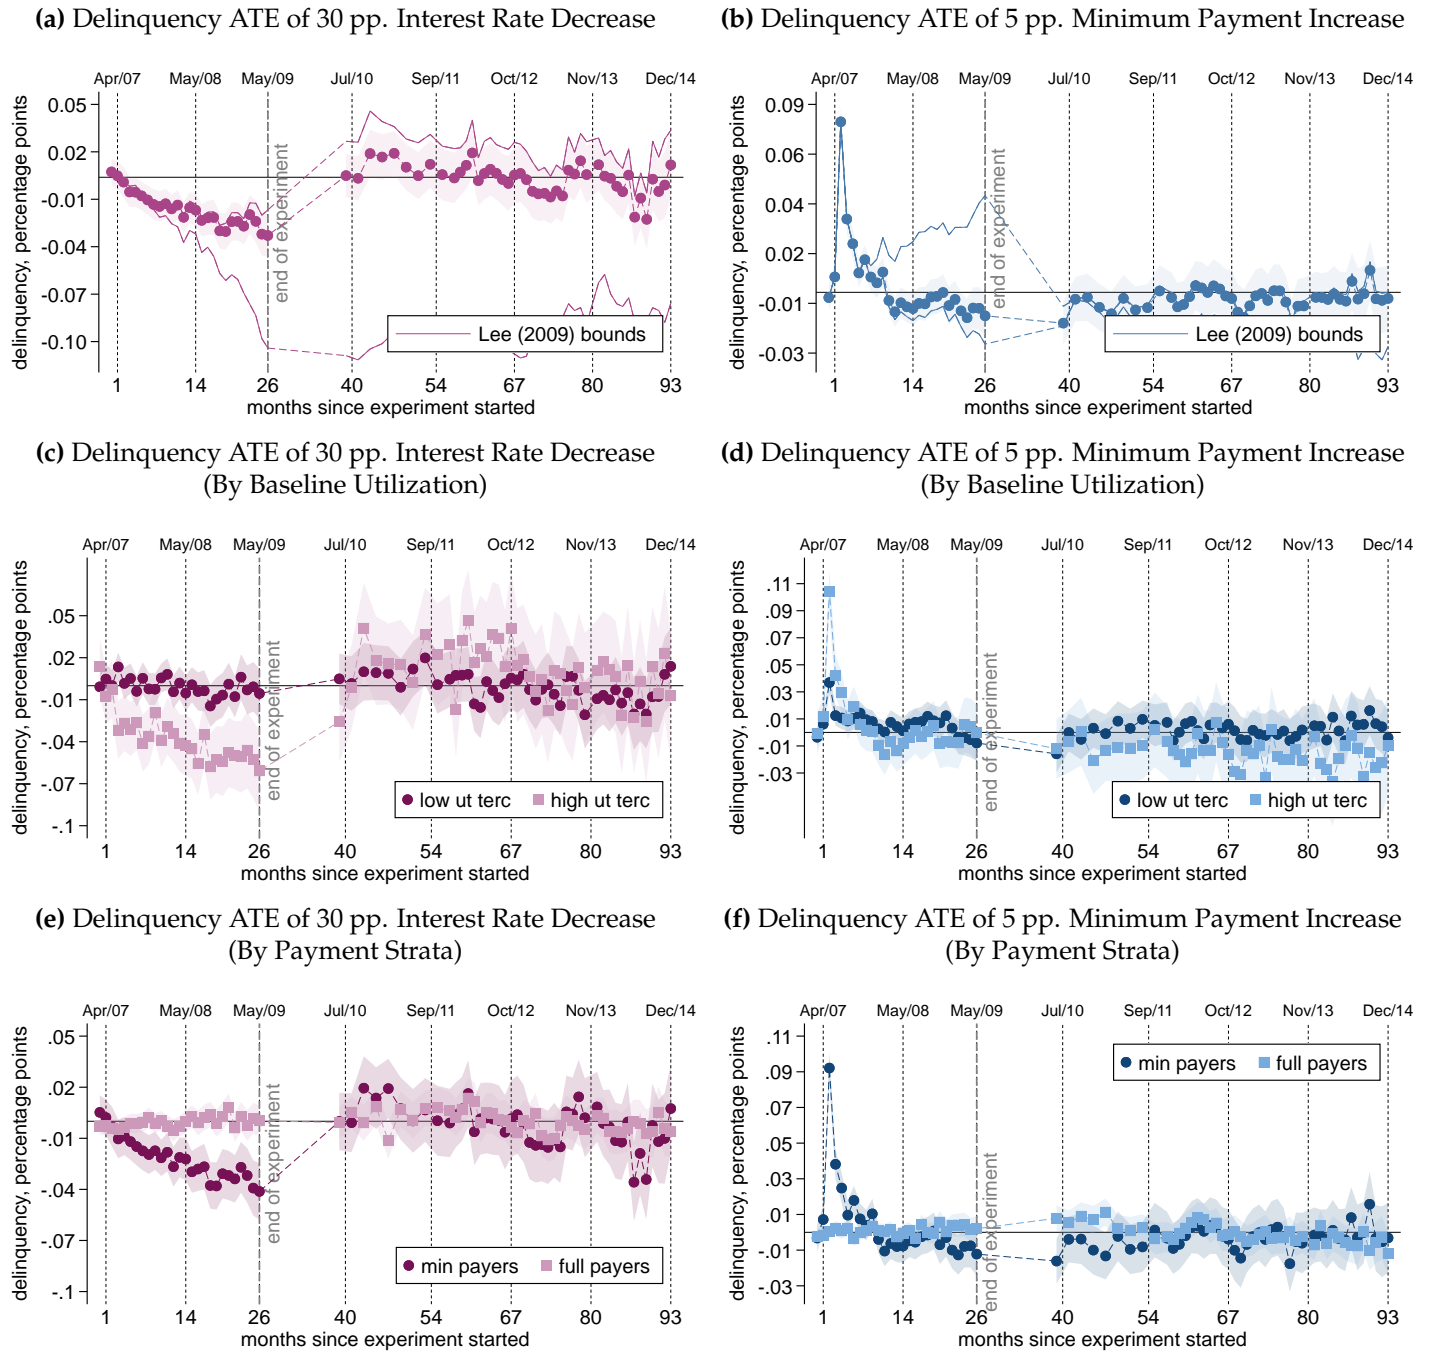 (a) Delinquency ATE of 30 pp. Interest Rate Decrease
Apr/07 May/08 May/09 Jul/10 Sep/11 Oct/12 Nov/13 Dec/14
delinquency, percentage points
0.05
0.02
-0.01
-0.04
-0.07
-0.10
end of experiment
Lee (2009) bounds
1 14 26 40 54 67 80 93
months since experiment started
(b) Delinquency ATE of 5 pp. Minimum Payment Increase
Apr/07 May/08 May/09 Jul/10 Sep/11 Oct/12 Nov/13 Dec/14
delinquency, percentage points
0.09
0.06
0.04
0.02
-0.01
-0.03
end of experiment
Lee (2009) bounds
1 14 26 40 54 67 80 93
months since experiment started
(c) Delinquency ATE of 30 pp. Interest Rate Decrease
(By Baseline Utilization)
Apr/07 May/08 May/09 Jul/10 Sep/11 Oct/12 Nov/13 Dec/14
delinquency, percentage points
.05
.02
-.01
-.04
-.07
-.1
end of experiment
low ut terc high ut terc
1 14 26 40 54 67 80 93
months since experiment started
(d) Delinquency ATE of 5 pp. Minimum Payment Increase
(By Baseline Utilization)
Apr/07 May/08 May/09 Jul/10 Sep/11 Oct/12 Nov/13 Dec/14
delinquency, percentage points
.11
.09
.07
.05
.03
.01
-.01
-.03
end of experiment
low ut terc high ut terc
1 14 26 40 54 67 80 93
months since experiment started
(e) Delinquency ATE of 30 pp. Interest Rate Decrease
(By Payment Strata)
Apr/07 May/08 May/09 Jul/10 Sep/11 Oct/12 Nov/13 Dec/14
delinquency, percentage points
.05
.02
-.01
-.04
-.07
-.1
end of experiment
min payers full payers
1 14 26 40 54 67 80 93
months since experiment started
(f) Delinquency ATE of 5 pp. Minimum Payment Increase
(By Payment Strata)
Apr/07 May/08 May/09 Jul/10 Sep/11 Oct/12 Nov/13 Dec/14
delinquency, percentage points
.11
.09
.07
.05
.03
.01
-.01
-.03
end of experiment
min payers full payers
1 14 26 40 54 67 80 93
months since experiment started